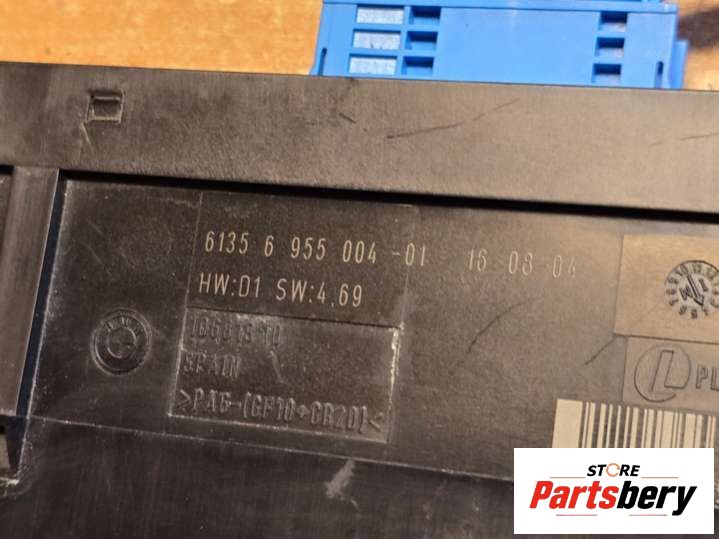 6135 6 955 004-01 16 08 04
HW:D1 SW:4.69
SPAIN
>PA6-(GF10+GB20)<
STORE
Partsbery